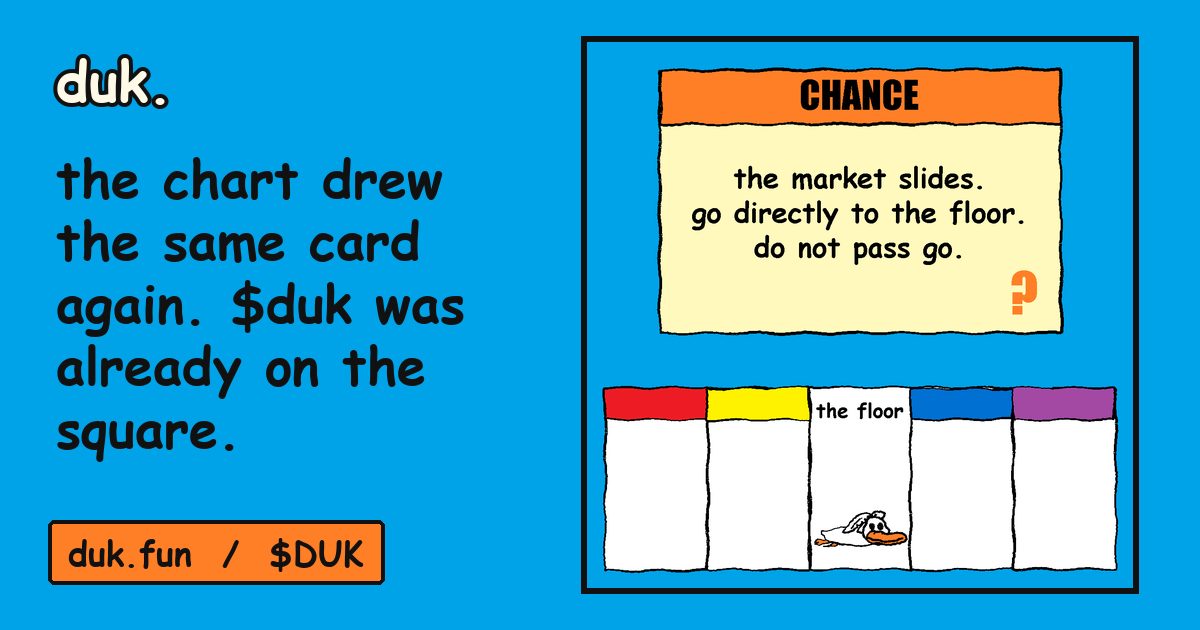 duk.
the chart drew
the same card
again. $duk was
already on the
square.
duk.fun / $DUK
CHANCE
the market slides.
go directly to the floor.
do not pass go.
?
the floor